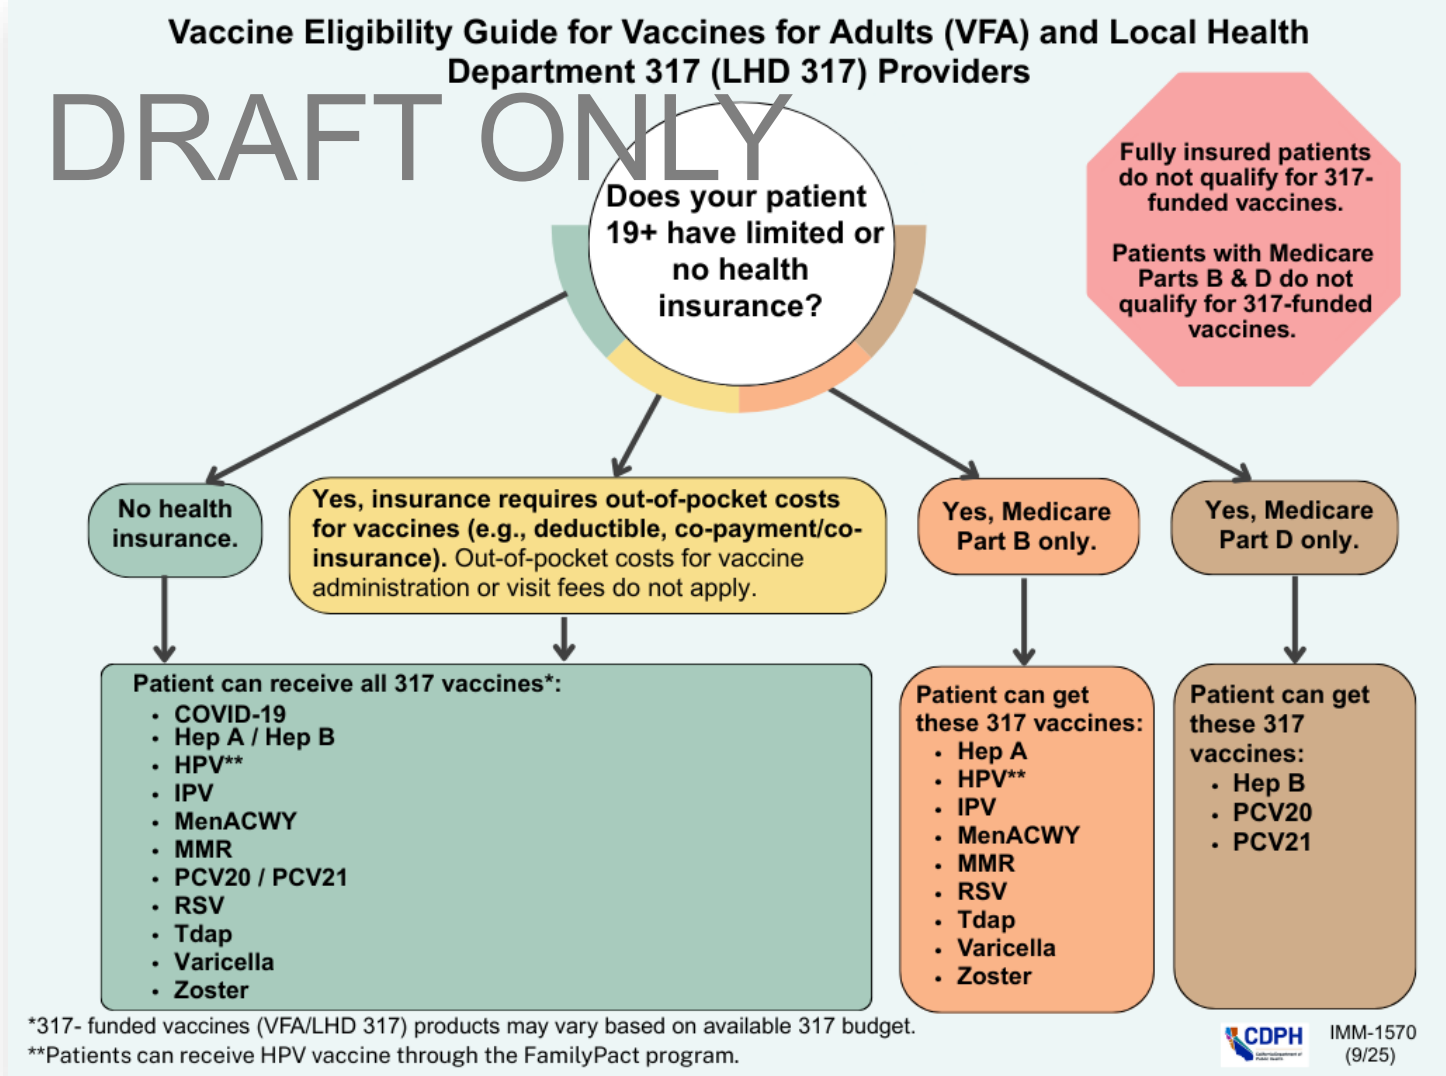 Vaccine Eligibility Guide for Vaccines for Adults (VFA) and Local Health
Department 317 (LHD 317) Providers
DRAFT ONLY
Fully insured patients
do not qualify for 317-
funded vaccines.
Patients with Medicare
Parts B & D do not
qualify for 317-funded
vaccines.
Does your patient
19+ have limited or
no health
insurance?
No health
insurance.
Yes, insurance requires out-of-pocket costs
for vaccines (e.g., deductible, co-payment/co-
insurance). Out-of-pocket costs for vaccine
administration or visit fees do not apply.
Yes, Medicare
Part B only.
Yes, Medicare
Part D only.
Patient can receive all 317 vaccines*:
• COVID-19
• Hep A / Hep B
• HPV**
• IPV
• MenACWY
• MMR
• PCV20 / PCV21
• RSV
• Tdap
• Varicella
• Zoster
Patient can get
these 317 vaccines:
• Hep A
• HPV**
• IPV
• MenACWY
• MMR
• RSV
• Tdap
• Varicella
• Zoster
Patient can get
these 317
vaccines:
• Hep B
• PCV20
• PCV21
*317- funded vaccines (VFA/LHD 317) products may vary based on available 317 budget.
**Patients can receive HPV vaccine through the FamilyPact program.
CDPH
California Department of
Public Health
IMM-1570
(9/25)